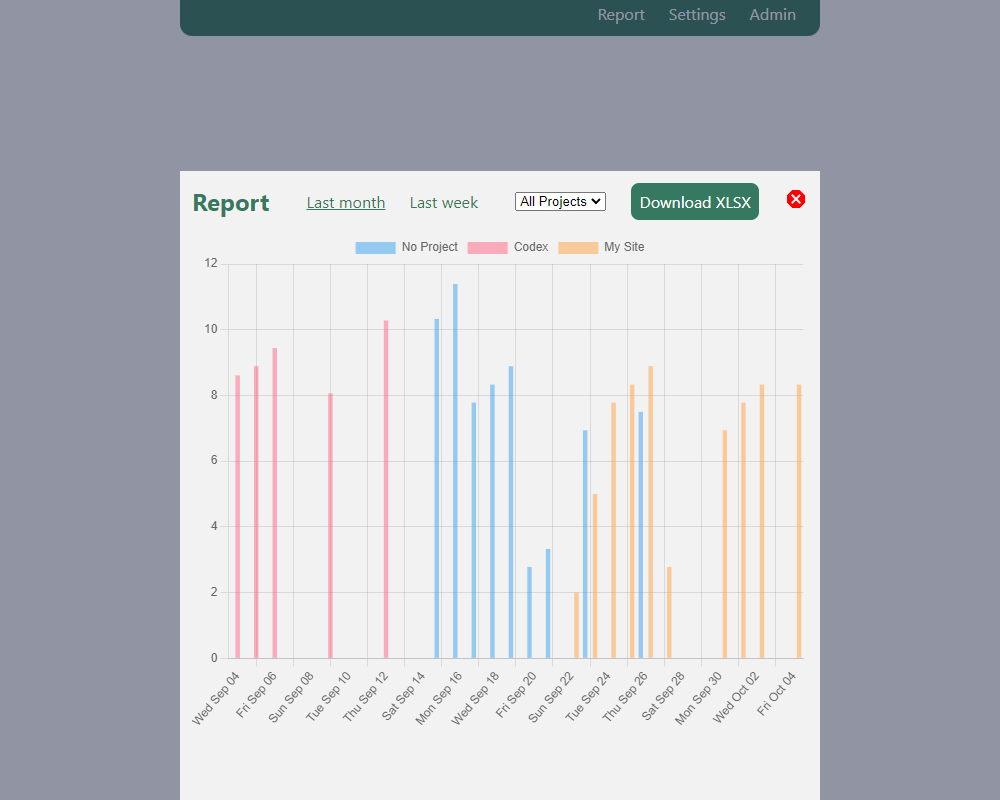 Report Settings Admin
Report Last month Last week All Projects Download XLSX
No Project Codex My Site
12
10
8
6
4
2
0
Wed Sep 04
Fri Sep 06
Sun Sep 08
Tue Sep 10
Thu Sep 12
Sat Sep 14
Mon Sep 16
Wed Sep 18
Fri Sep 20
Sun Sep 22
Tue Sep 24
Thu Sep 26
Sat Sep 28
Mon Sep 30
Wed Oct 02
Fri Oct 04